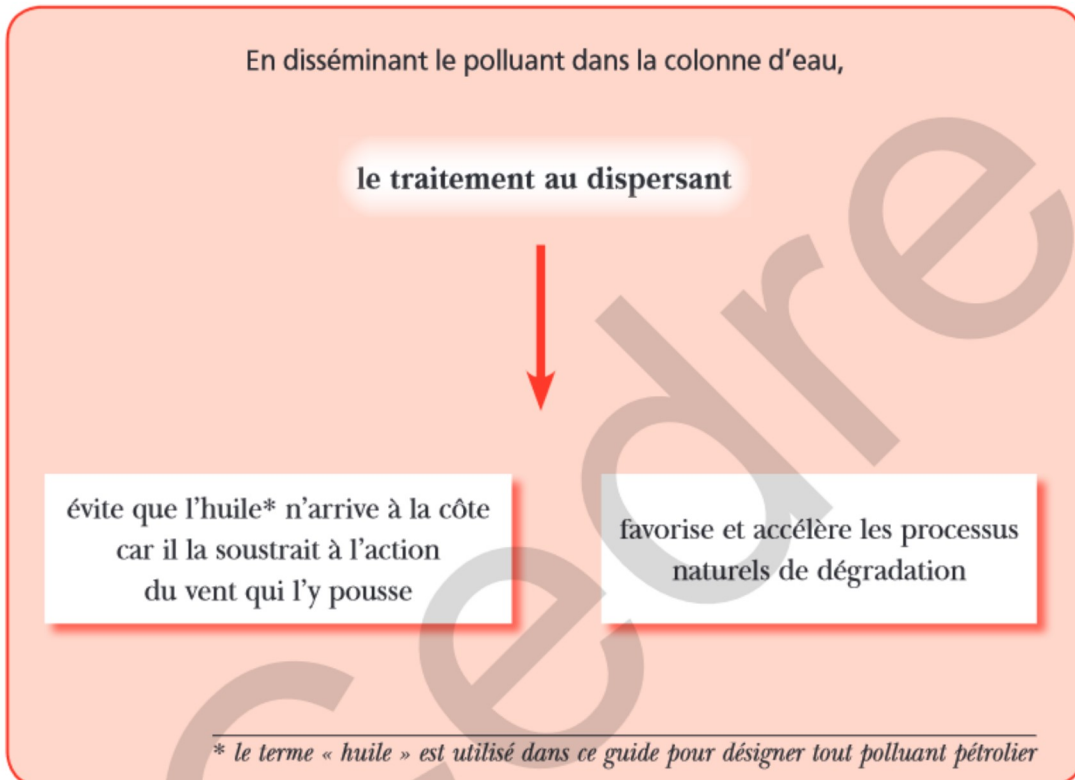 En disséminant le polluant dans la colonne d’eau,
le traitement au dispersant
évite que l’huile* n’arrive à la côte
car il la soustrait à l’action
du vent qui l’y pousse
favorise et accélère les processus
naturels de dégradation
* le terme « huile » est utilisé dans ce guide pour désigner tout polluant pétrolier
Cedre